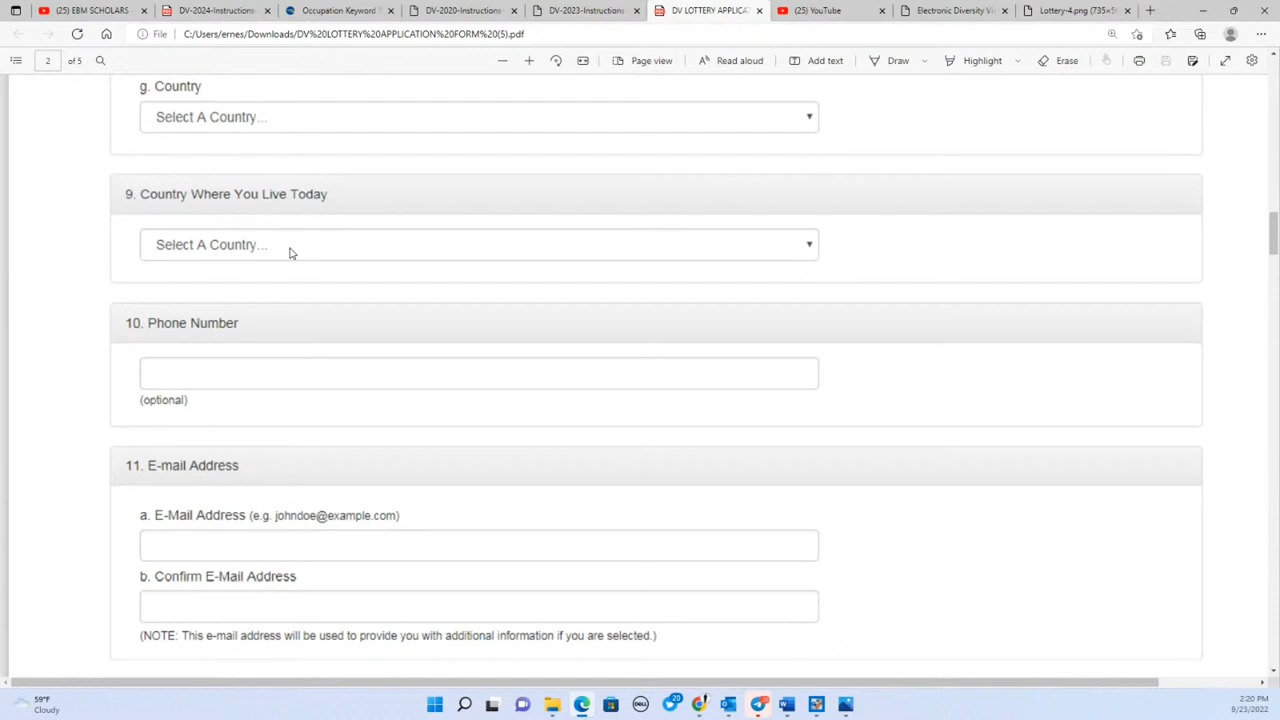 (25) EBM SCHOLARS
DV-2024-Instructions
Occupation Keyword S
DV-2020-Instructions
DV-2023-Instructions
DV LOTTERY APPLICA
(25) YouTube
Electronic Diversity Vi
Lottery-4.png (735×5
File
C:/Users/ernes/Downloads/DV%20LOTTERY%20APPLICATION%20FORM%20(5).pdf
2 of 5
Page view
Read aloud
Add text
Draw
Highlight
Erase
g. Country
Select A Country...
9. Country Where You Live Today
Select A Country...
10. Phone Number
(optional)
11. E-mail Address
a. E-Mail Address (e.g. johndoe@example.com)
b. Confirm E-Mail Address
(NOTE: This e-mail address will be used to provide you with additional information if you are selected.)
59°F
Cloudy
DELL
20
2:20 PM
9/23/2022